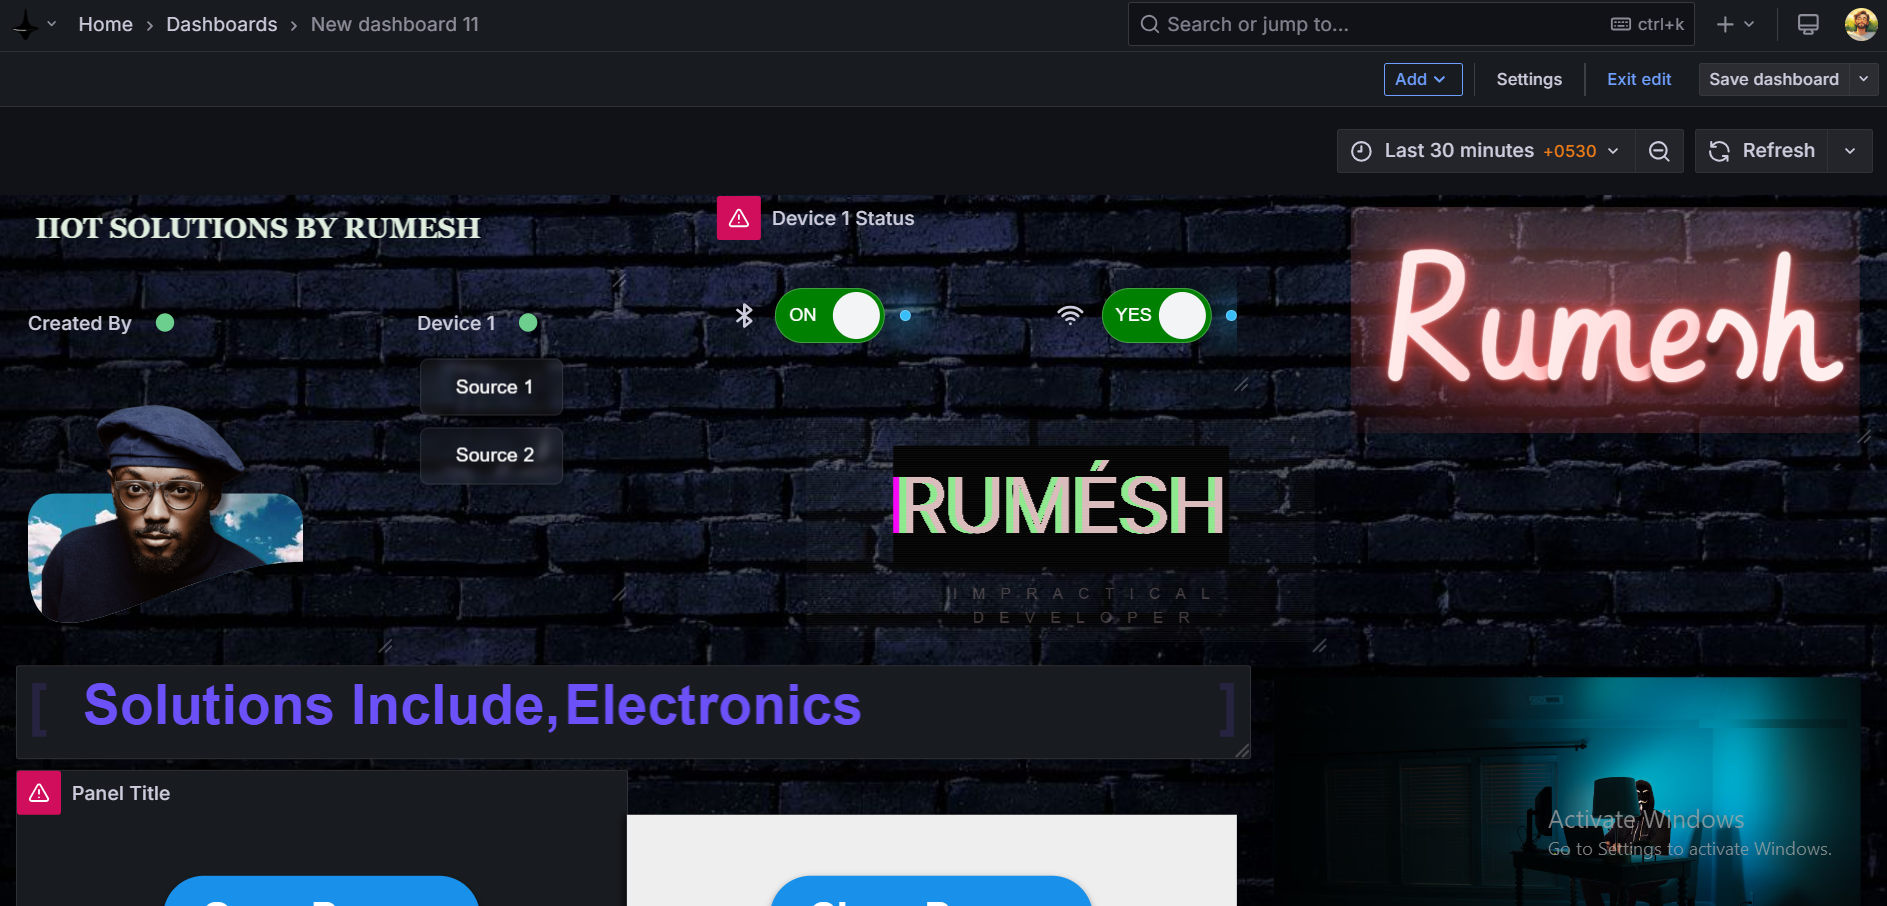 Home › Dashboards › New dashboard 11
Search or jump to...
ctrl+k
Add
Settings
Exit edit
Save dashboard
Last 30 minutes +0530
Refresh
IIOT SOLUTIONS BY RUMESH
Device 1 Status
Rumesh
Created By
Device 1
ON
YES
Source 1
Source 2
RUMÉSH
IMPRACTICAL
DEVELOPER
[ Solutions Include,Electronics ]
Panel Title
Activate Windows
Go to Settings to activate Windows.